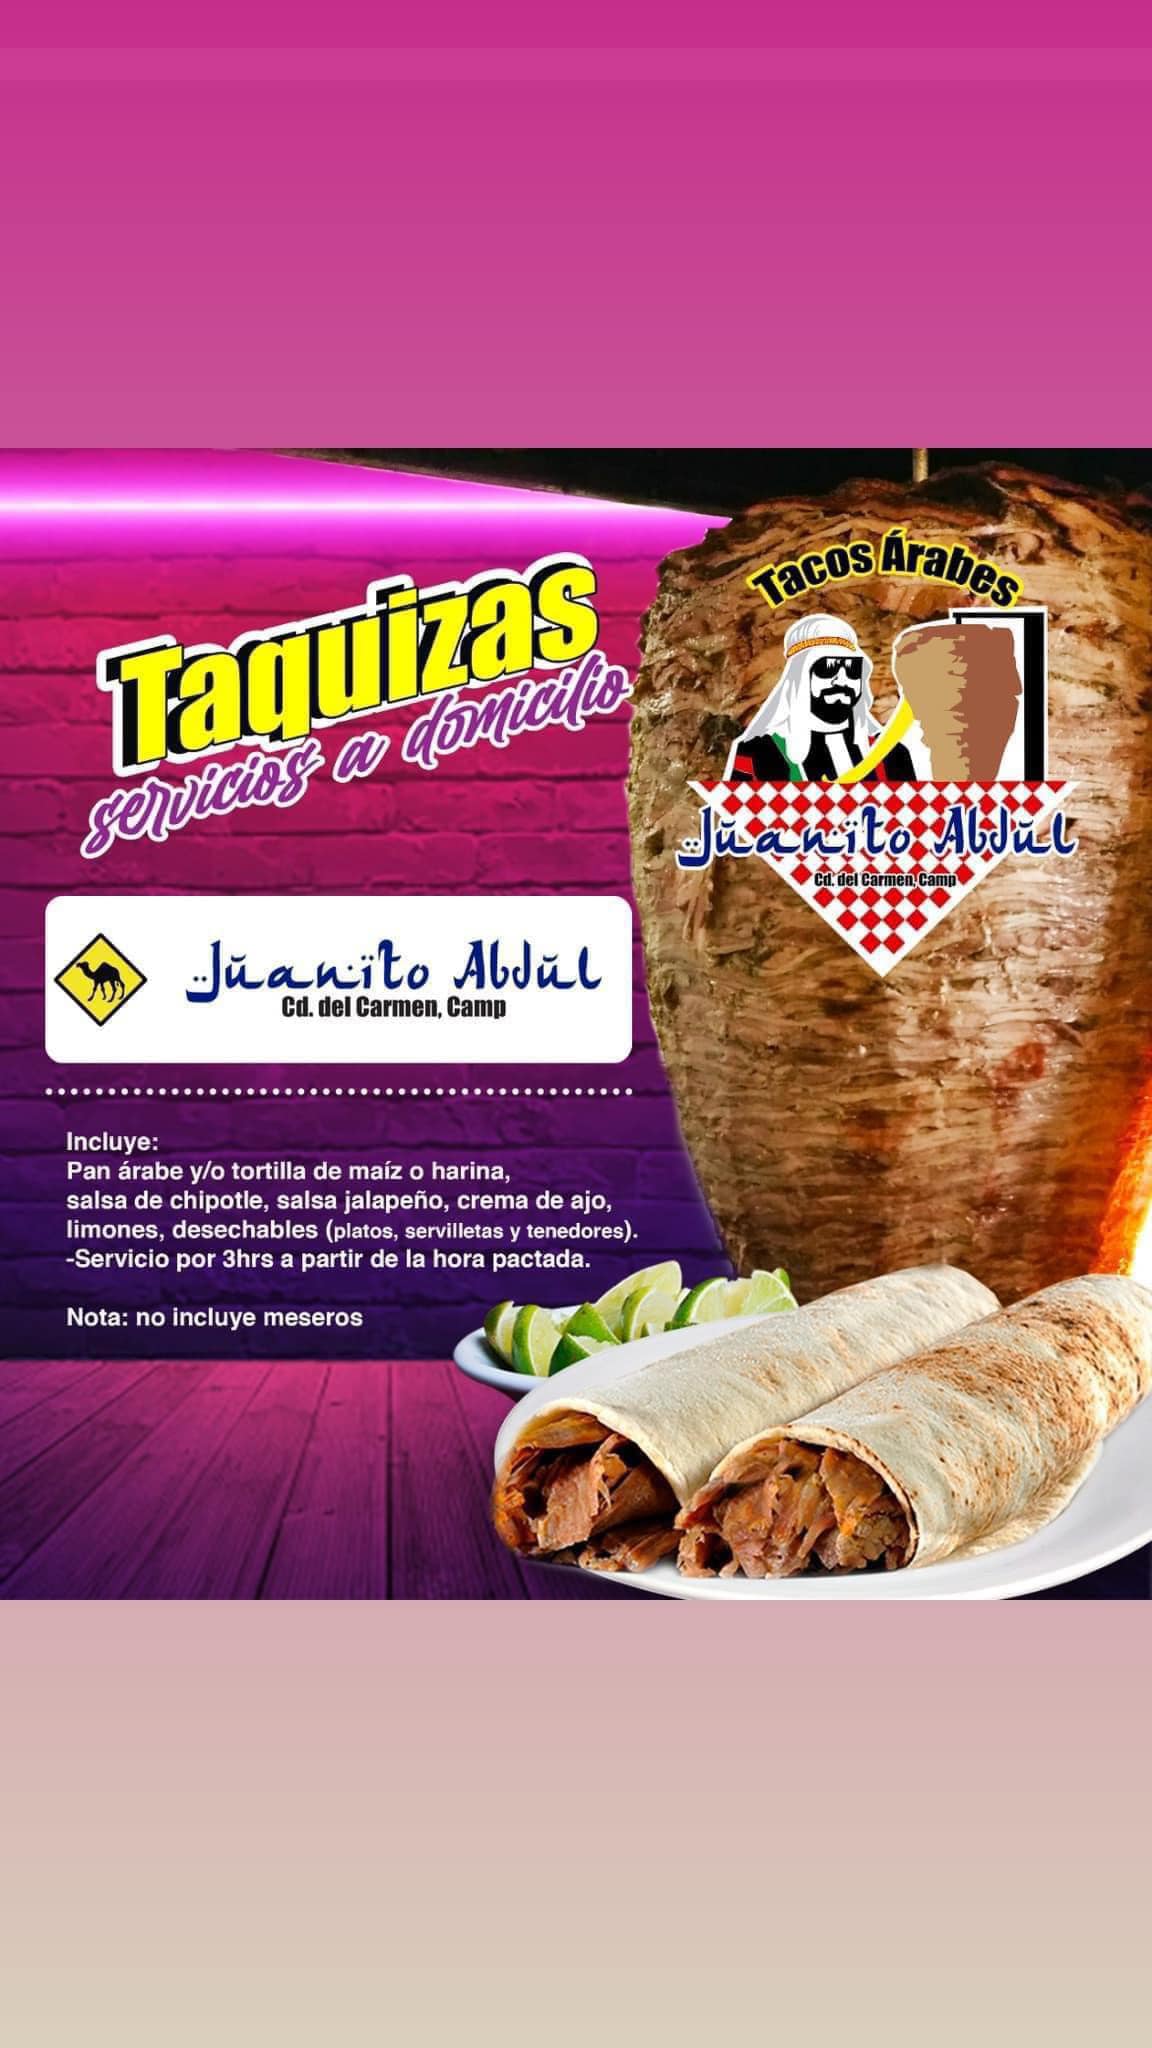 Taquizas
servicios a domicilio
Tacos Árabes
Juanito Abdul
Cd. del Carmen, Camp
Juanito Abdul
Cd. del Carmen, Camp
Incluye:
Pan árabe y/o tortilla de maíz o harina,
salsa de chipotle, salsa jalapeño, crema de ajo,
limones, desechables (platos, servilletas y tenedores).
-Servicio por 3hrs a partir de la hora pactada.
Nota: no incluye meseros